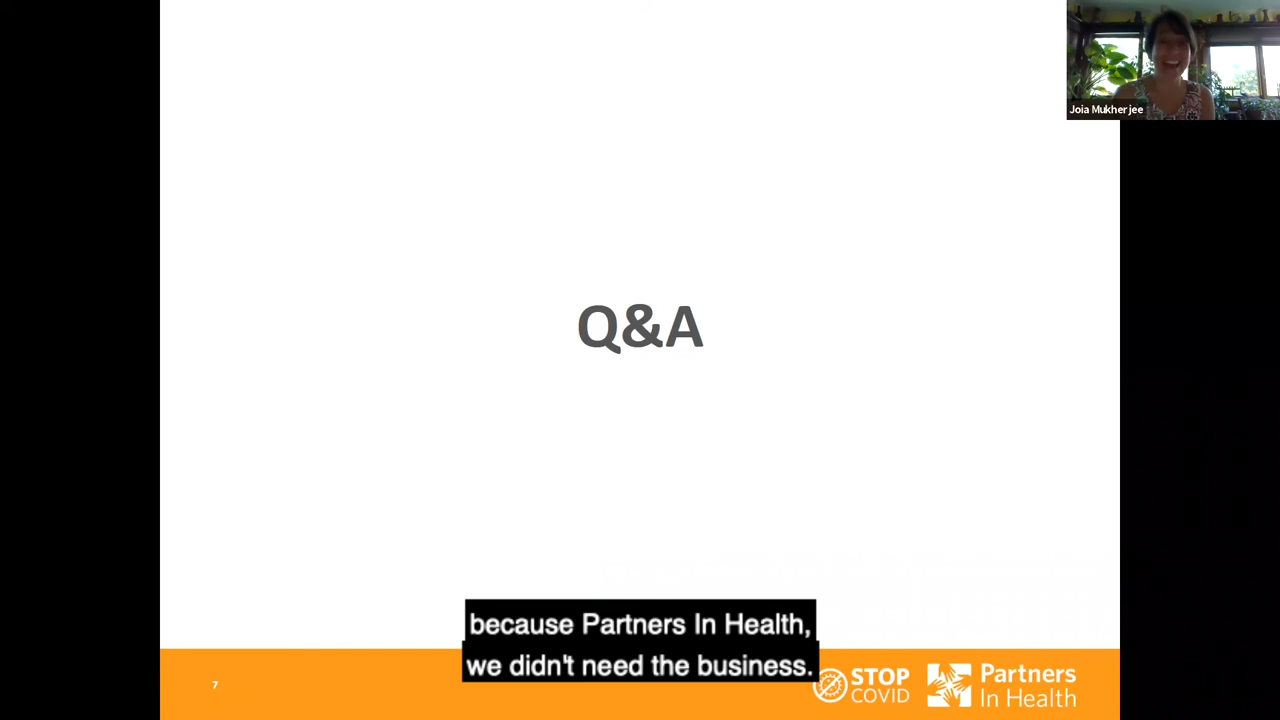 Joia Mukherjee
Q&A
because Partners In Health,
we didn't need the business.
7
STOP
COVID
Partners
In Health